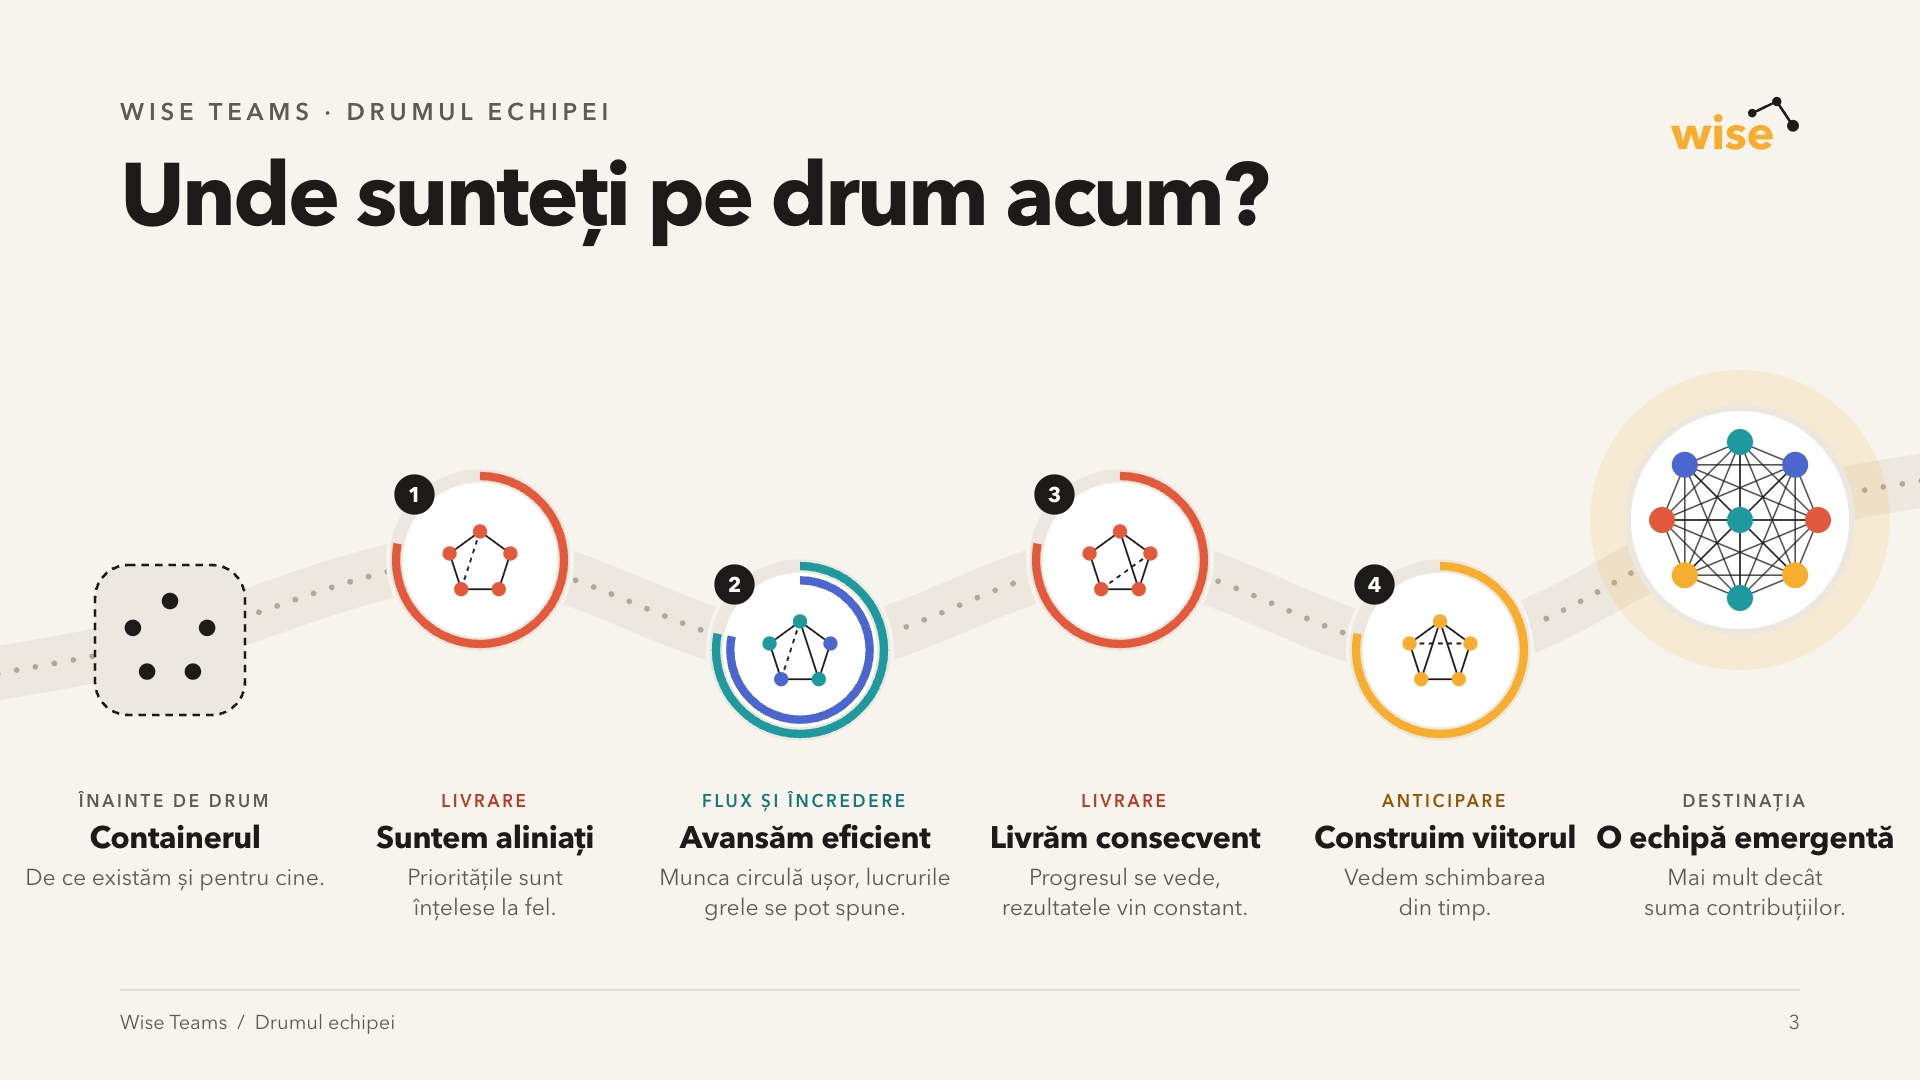 WISE TEAMS · DRUMUL ECHIPEI
wise
Unde sunteți pe drum acum?
1
2
3
4
ÎNAINTE DE DRUM
Containerul
De ce existăm și pentru cine.
LIVRARE
Suntem aliniați
Prioritățile sunt
înțelese la fel.
FLUX ȘI ÎNCREDERE
Avansăm eficient
Munca circulă ușor, lucrurile
grele se pot spune.
LIVRARE
Livrăm consecvent
Progresul se vede,
rezultatele vin constant.
ANTICIPARE
Construim viitorul
Vedem schimbarea
din timp.
DESTINAȚIA
O echipă emergentă
Mai mult decât
suma contribuțiilor.
Wise Teams / Drumul echipei
3